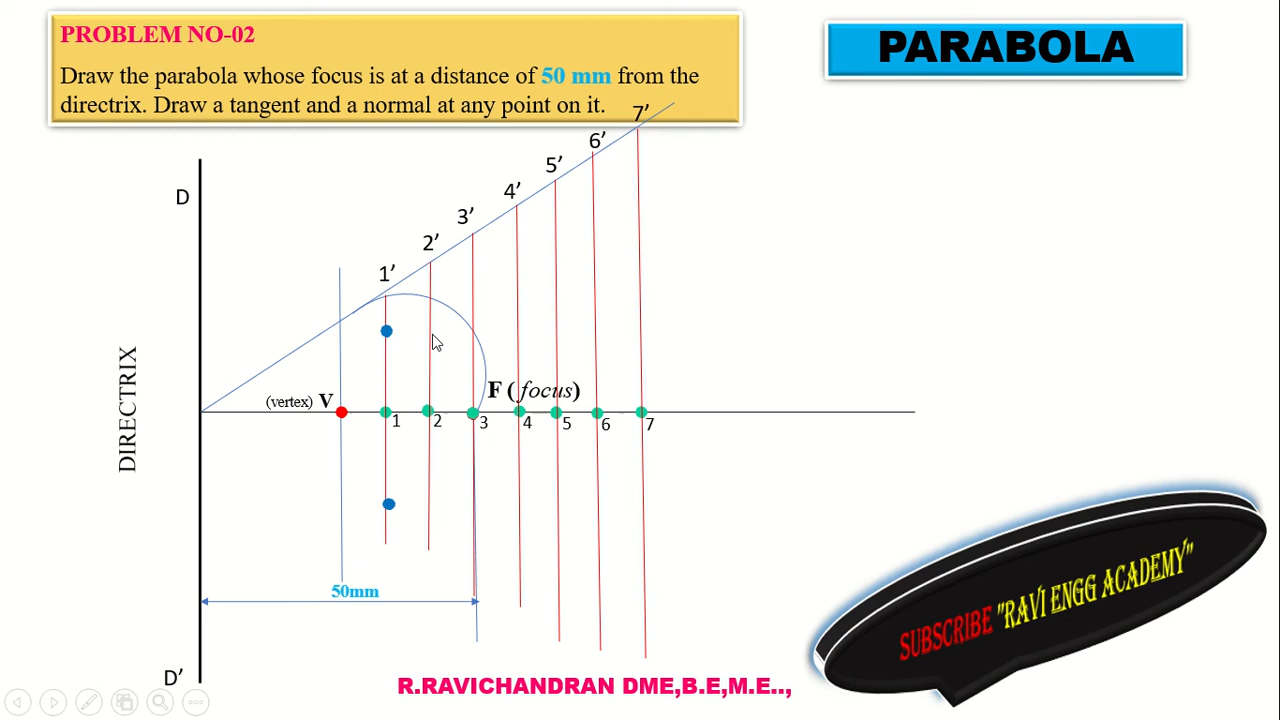 PROBLEM NO-02
Draw the parabola whose focus is at a distance of 50 mm from the
directrix. Draw a tangent and a normal at any point on it.
PARABOLA
D
1’
2’
3’
4’
5’
6’
7’
DIRECTRIX
(vertex) V
F ( focus)
1
2
3
4
5
6
7
50mm
D’
R.RAVICHANDRAN DME,B.E,M.E..,
SUBSCRIBE "RAVI ENGG ACADEMY"